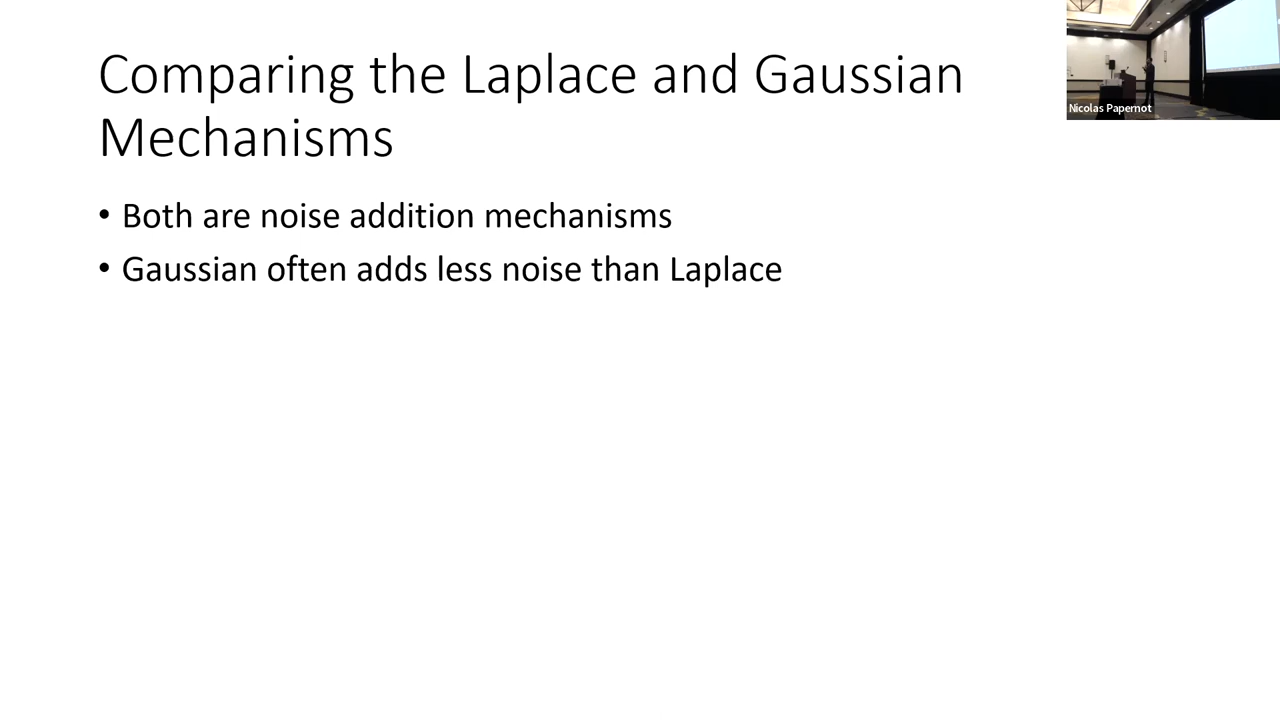 Comparing the Laplace and Gaussian
Mechanisms
• Both are noise addition mechanisms
• Gaussian often adds less noise than Laplace
Nicolas Papernot